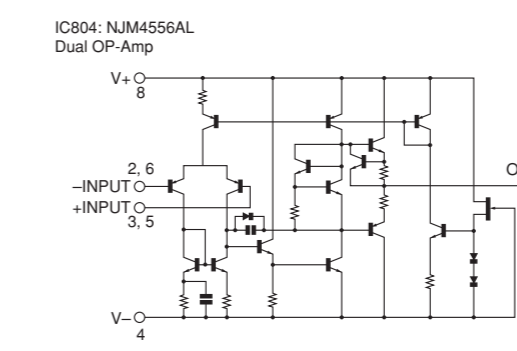 IC804: NJM4556AL
Dual OP-Amp
V+
8
2, 6
–INPUT
+INPUT
3, 5
V–
4
O